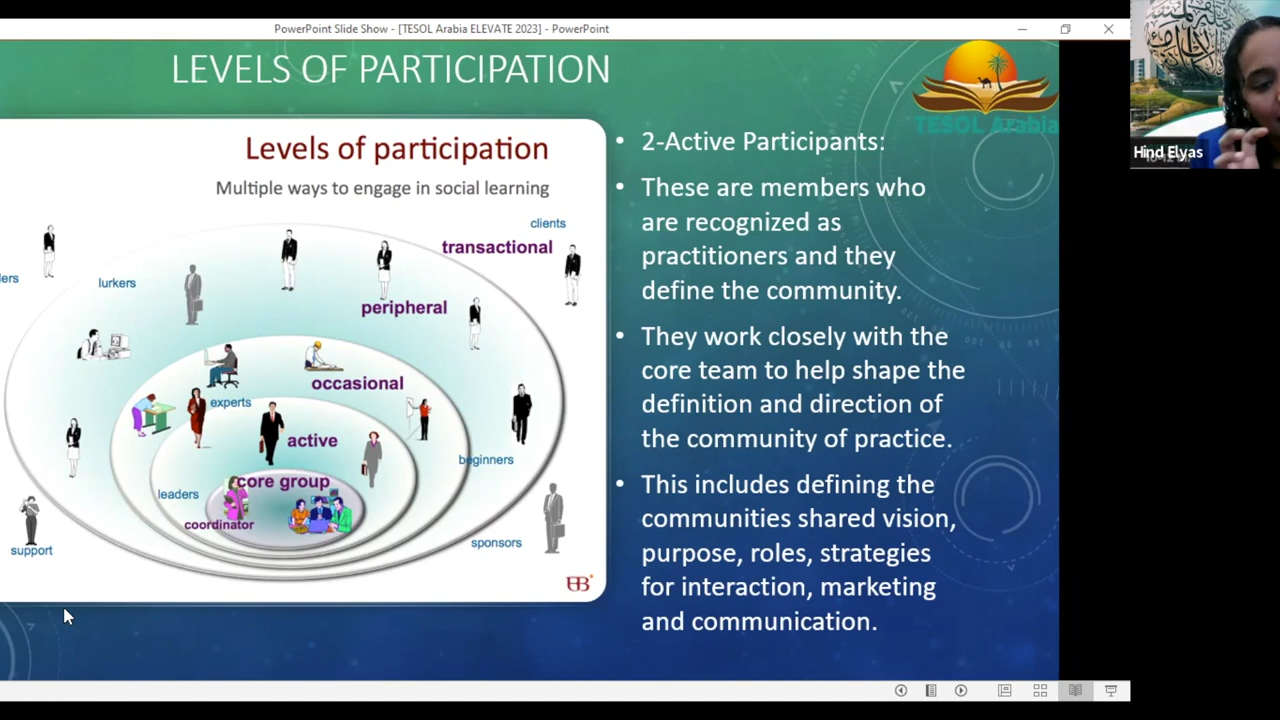 PowerPoint Slide Show - [TESOL Arabia ELEVATE 2023] - PowerPoint
LEVELS OF PARTICIPATION
TESOL Arabia
Levels of participation
Multiple ways to engage in social learning
clients
transactional
lurkers
peripheral
occasional
experts
active
beginners
core group
leaders
coordinator
sponsors
support
• 2-Active Participants:
• These are members who
are recognized as
practitioners and they
define the community.
• They work closely with the
core team to help shape the
definition and direction of
the community of practice.
• This includes defining the
communities shared vision,
purpose, roles, strategies
for interaction, marketing
and communication.
Hind Elyas